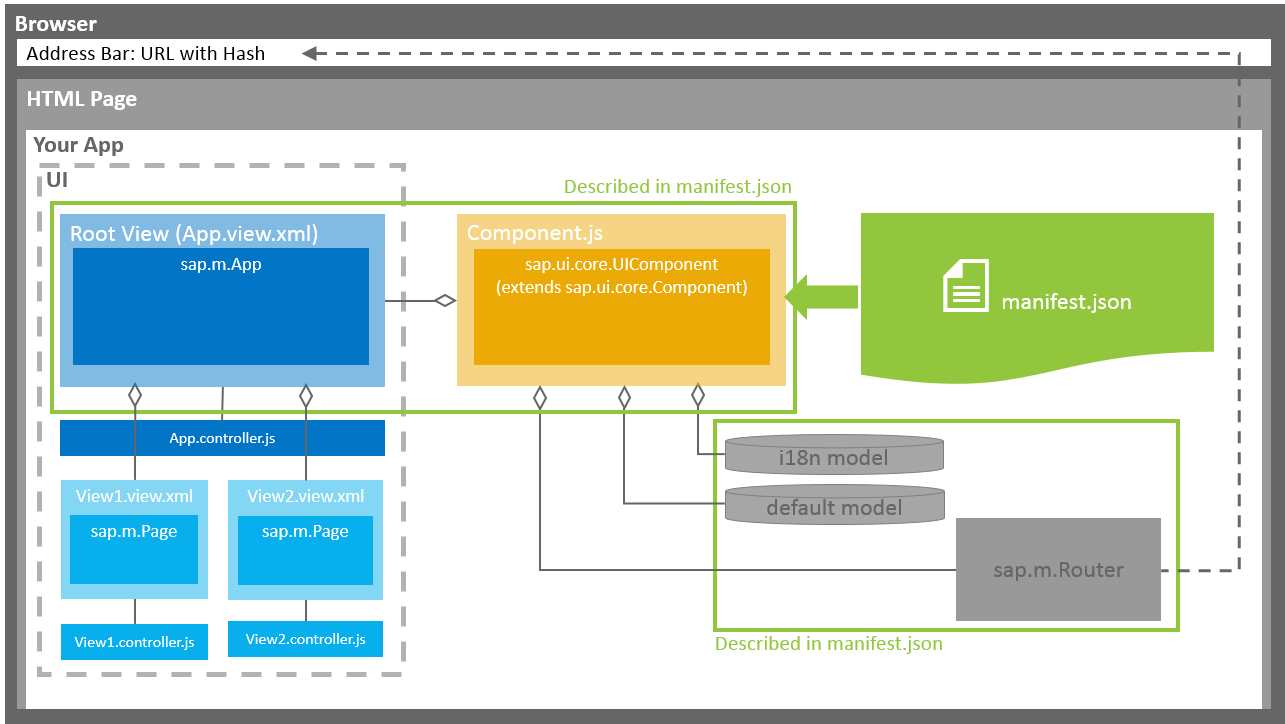 Browser
Address Bar: URL with Hash
HTML Page
Your App
UI
Described in manifest.json
Root View (App.view.xml)
sap.m.App
Component.js
sap.ui.core.UIComponent
(extends sap.ui.core.Component)
manifest.json
App.controller.js
i18n model
default model
View1.view.xml
sap.m.Page
View2.view.xml
sap.m.Page
sap.m.Router
View1.controller.js
View2.controller.js
Described in manifest.json